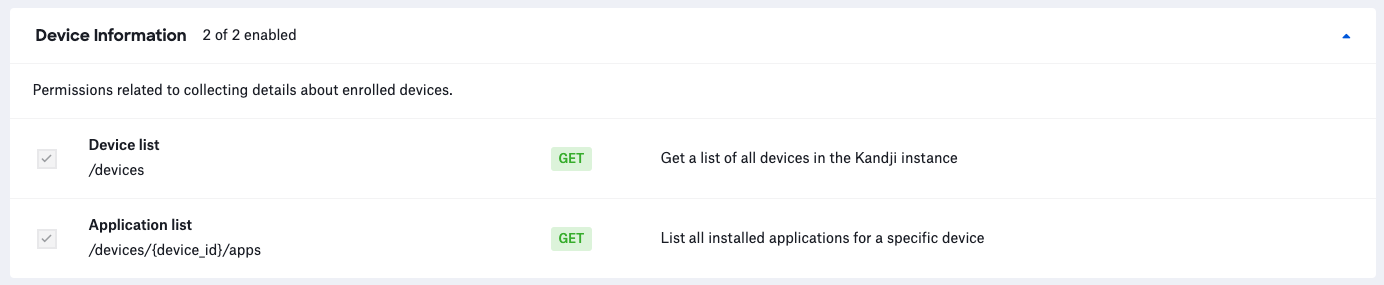 Device Information 2 of 2 enabled
Permissions related to collecting details about enrolled devices.
Device list
/devices
GET
Get a list of all devices in the Kandji instance
Application list
/devices/{device_id}/apps
GET
List all installed applications for a specific device